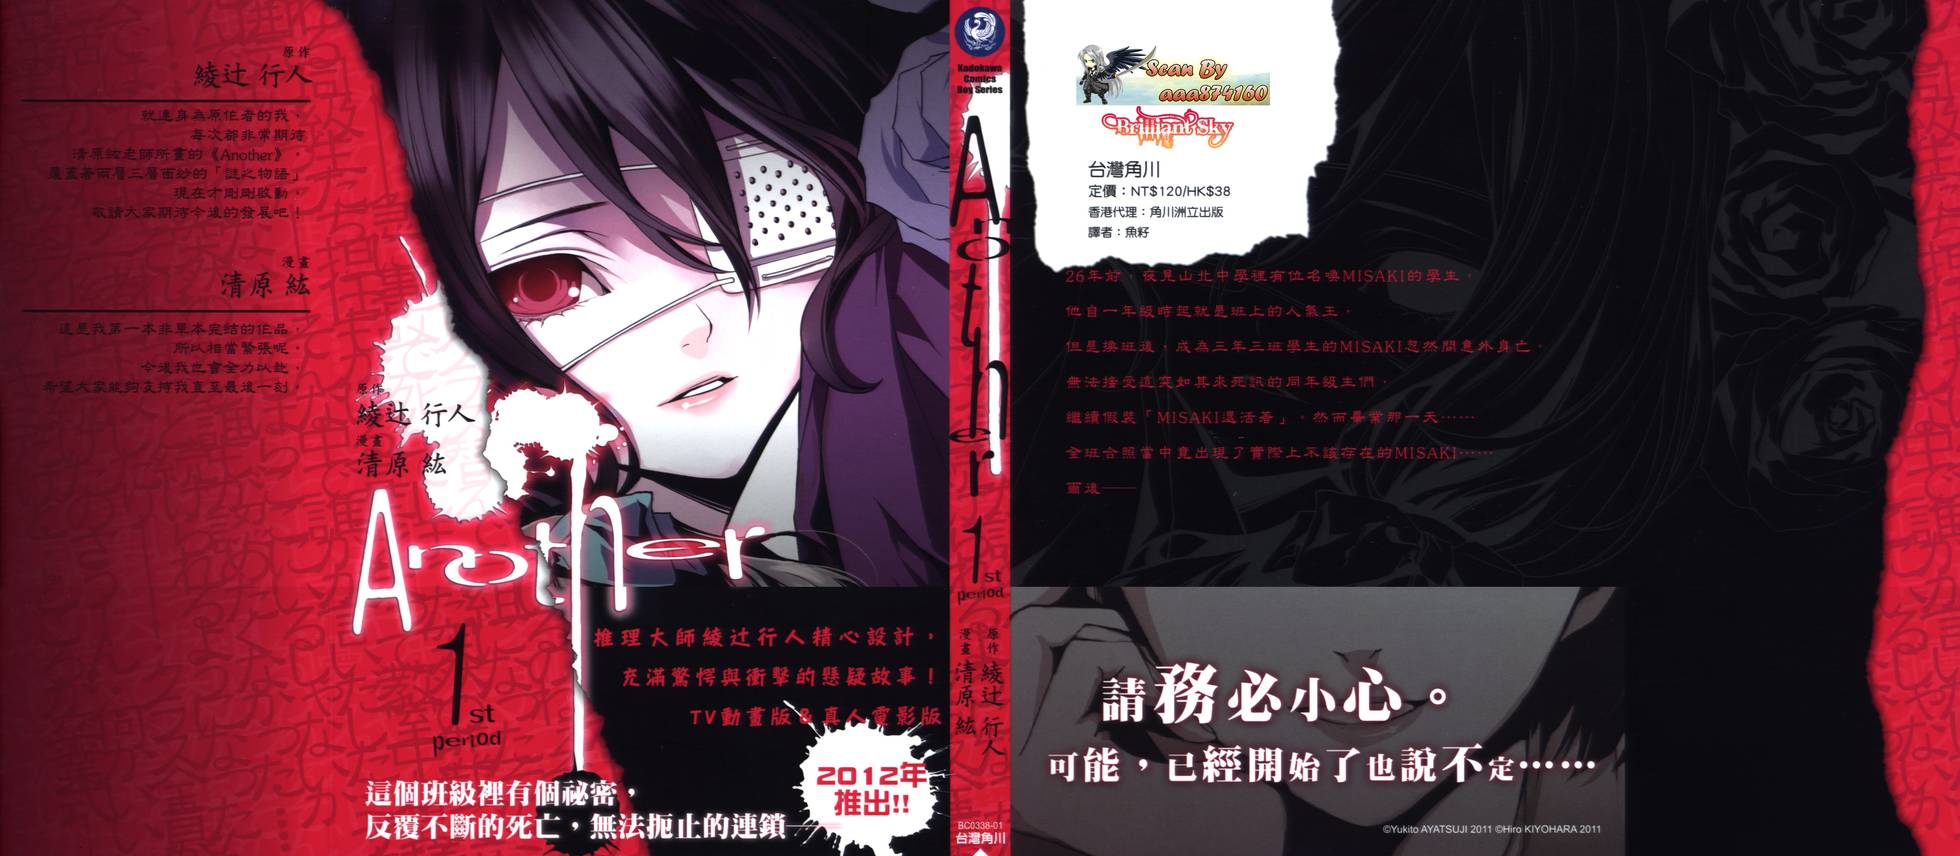 原作
綾辻 行人
就連身為原作者的我，
每次都非常期待
清原紘老師所畫的《Another》。
覆蓋著兩層三層面紗的「謎之物語」
現在才剛剛啟動，
敬請大家期待今後的發展吧！
漫畫
清原 紘
這是我第一本非單本完結的作品，
所以相當緊張呢。
今後我也會全力以赴，
希望大家能夠支持我直至最後一刻。
原作
綾辻 行人
漫畫
清原 紘
Another
1st
period
推理大師綾辻行人精心設計，
充滿驚愕與衝擊的懸疑故事！
TV動畫版&真人電影版
2012年
推出!!
這個班級裡有個祕密，
反覆不斷的死亡，無法扼止的連鎖——
Kadokawa
Comics
Boy Series
Another
1st
period
原作 綾辻 行人
漫畫 清原 紘
BC0338-01
台灣角川
Scan By
aaa874160
Brilliant Sky
台灣角川
定價：NT$120/HK$38
香港代理：角川洲立出版
譯者：魚籽
26年前，夜見山北中學裡有位名喚MISAKI的學生，
他自一年級時起就是班上的人氣王，
但是換班後，成為三年三班學生的MISAKI忽然間意外身亡。
無法接受這突如其來死訊的同年級生們，
繼續假裝「MISAKI還活著」。然而畢業那一天……
全班合照當中竟出現了實際上不該存在的MISAKI……
爾後——
請務必小心。
可能，已經開始了也說不定……
©Yukito AYATSUJI 2011 ©Hiro KIYOHARA 2011